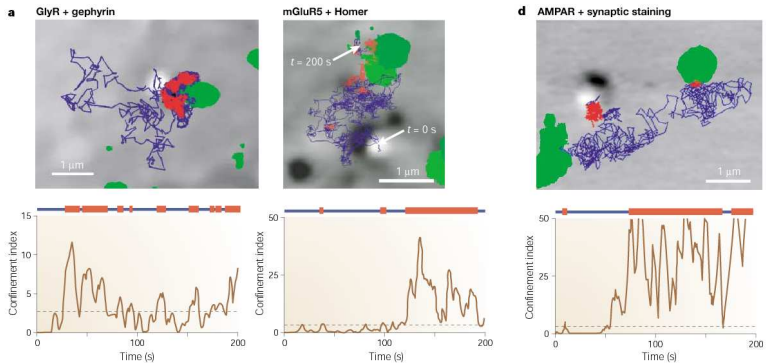 a GlyR + gephyrin
mGluR5 + Homer
d AMPAR + synaptic staining
t = 200 s
t = 0 s
1 µm
1 µm
1 µm
Confinement index
15
10
5
0
0
100
200
Time (s)
Confinement index
50
25
0
0
100
200
Time (s)
Confinement index
50
25
0
0
100
200
Time (s)